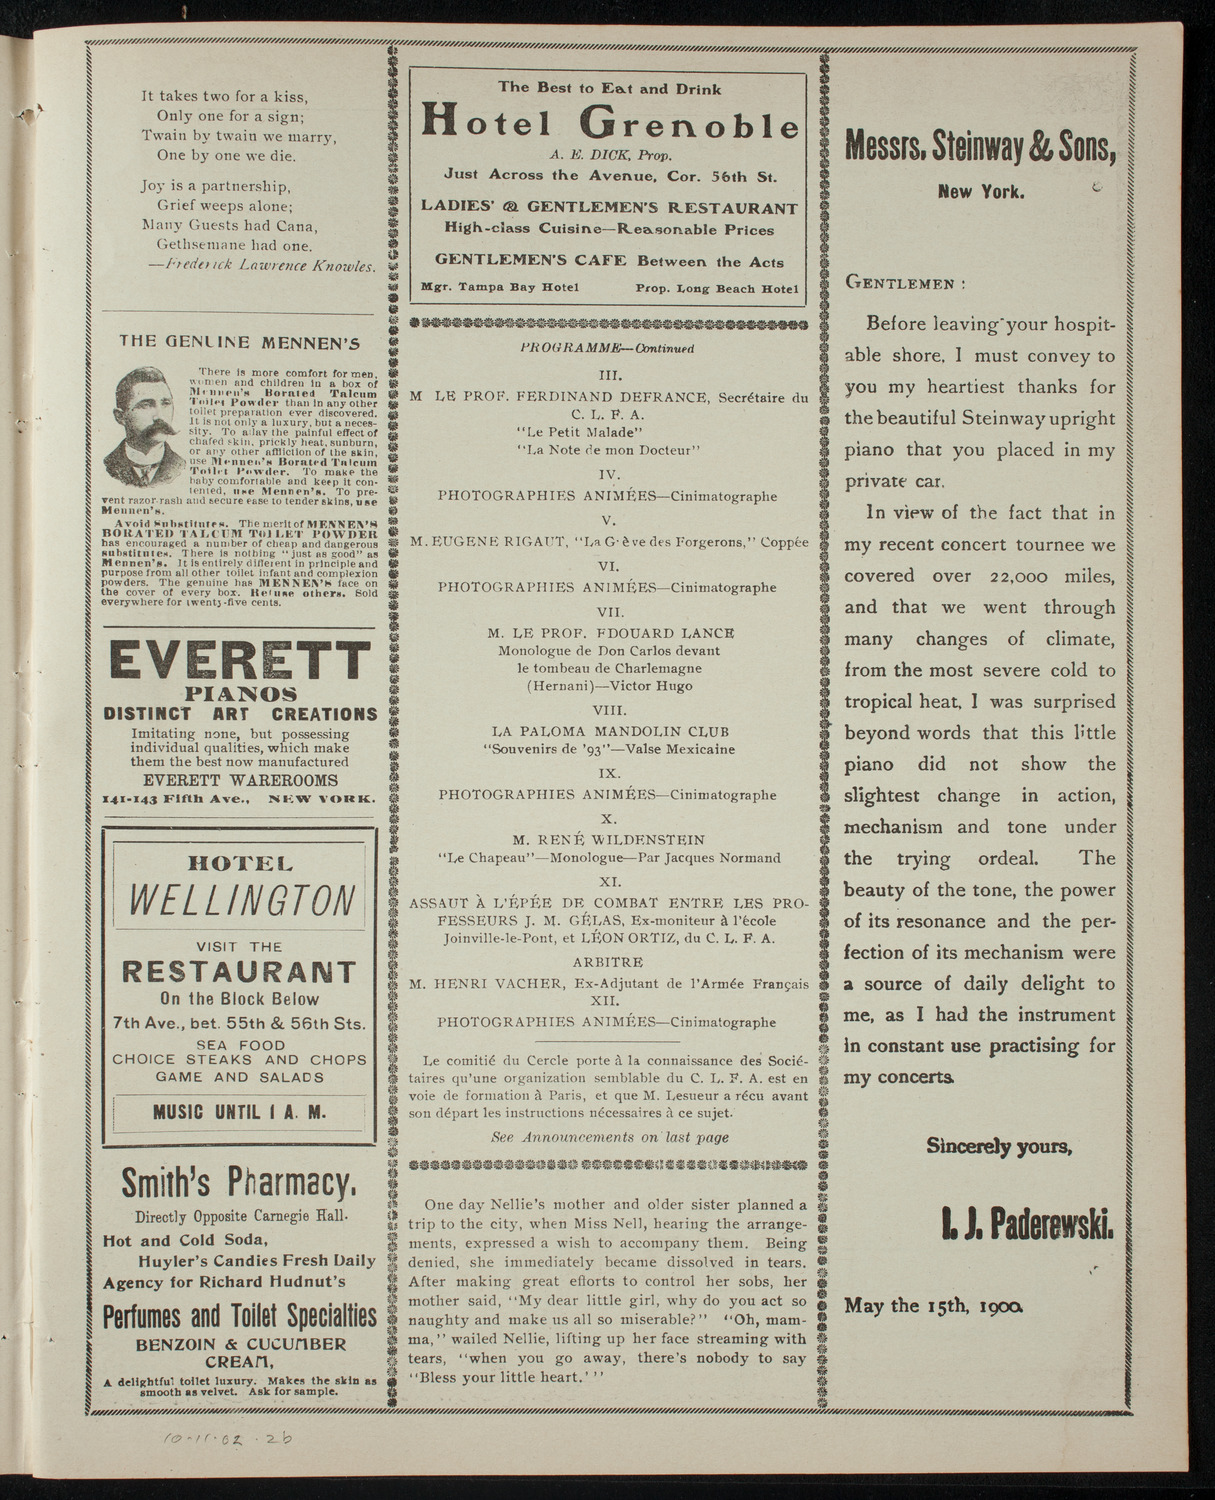 It takes two for a kiss,
Only one for a sign;
Twain by twain we marry,
One by one we die.
Joy is a partnership,
Grief weeps alone;
Many Guests had Cana,
Gethsemane had one.
—Frederick Lawrence Knowles.
THE GENUINE MENNEN'S
There is more comfort for men,
women and children in a box of
Mennen's Borated Talcum
Toilet Powder than in any other
toilet preparation ever discovered.
It is not only a luxury, but a neces-
sity. To allay the painful effect of
chafed skin, prickly heat, sunburn,
or any other affliction of the skin,
use Mennen's Borated Talcum
Toilet Powder. To make the
baby comfortable and keep it con-
tented, use Mennen's. To pre-
vent razor-rash and secure ease to tender skins, use
Mennen's.
Avoid Substitutes. The merit of MENNEN'S
BORATED TALCUM TOILET POWDER
has encouraged a number of cheap and dangerous
substitutes. There is nothing "just as good" as
Mennen's. It is entirely different in principle and
purpose from all other toilet infant and complexion
powders. The genuine has MENNEN'S face on
the cover of every box. Refuse others. Sold
everywhere for twenty-five cents.
EVERETT
PIANOS
DISTINCT ART CREATIONS
Imitating none, but possessing
individual qualities, which make
them the best now manufactured
EVERETT WAREROOMS
141-143 Fifth Ave., NEW YORK.
HOTEL
WELLINGTON
VISIT THE
RESTAURANT
On the Block Below
7th Ave., bet. 55th & 56th Sts.
SEA FOOD
CHOICE STEAKS AND CHOPS
GAME AND SALADS
MUSIC UNTIL 1 A. M.
Smith's Pharmacy,
Directly Opposite Carnegie Hall.
Hot and Cold Soda,
Huyler's Candies Fresh Daily
Agency for Richard Hudnut's
Perfumes and Toilet Specialties
BENZOIN & CUCUMBER
CREAM,
A delightful toilet luxury. Makes the skin as
smooth as velvet. Ask for sample.
The Best to Eat and Drink
Hotel Grenoble
A. E. DICK, Prop.
Just Across the Avenue, Cor. 56th St.
LADIES' & GENTLEMEN'S RESTAURANT
High-class Cuisine—Reasonable Prices
GENTLEMEN'S CAFE Between the Acts
Mgr. Tampa Bay Hotel Prop. Long Beach Hotel
PROGRAMME—Continued
III.
M LE PROF. FERDINAND DEFRANCE, Secrétaire du
C. L. F. A.
"Le Petit Malade"
"La Note de mon Docteur"
IV.
PHOTOGRAPHIES ANIMÉES—Cinimatographe
V.
M. EUGENE RIGAUT, "La Grève des Forgerons," Coppée
VI.
PHOTOGRAPHIES ANIMÉES—Cinimatographe
VII.
M. LE PROF. EDOUARD LANCE
Monologue de Don Carlos devant
le tombeau de Charlemagne
(Hernani)—Victor Hugo
VIII.
LA PALOMA MANDOLIN CLUB
"Souvenirs de '93"—Valse Mexicaine
IX.
PHOTOGRAPHIES ANIMÉES—Cinimatographe
X.
M. RENÉ WILDENSTEIN
"Le Chapeau"—Monologue—Par Jacques Normand
XI.
ASSAUT À L'ÉPÉE DE COMBAT ENTRE LES PRO-
FESSEURS J. M. GÉLAS, Ex-moniteur à l'école
Joinville-le-Pont, et LÉON ORTIZ, du C. L. F. A.
ARBITRE
M. HENRI VACHER, Ex-Adjutant de l'Armée Français
XII.
PHOTOGRAPHIES ANIMÉES—Cinimatographe
Le comitié du Cercle porte à la connaissance des Socié-
taires qu'une organization semblable du C. L. F. A. est en
voie de formation à Paris, et que M. Lesueur a récu avant
son départ les instructions nécessaires à ce sujet.
See Announcements on last page
One day Nellie's mother and older sister planned a
trip to the city, when Miss Nell, hearing the arrange-
ments, expressed a wish to accompany them. Being
denied, she immediately became dissolved in tears.
After making great efforts to control her sobs, her
mother said, "My dear little girl, why do you act so
naughty and make us all so miserable?" "Oh, mam-
ma," wailed Nellie, lifting up her face streaming with
tears, "when you go away, there's nobody to say
"Bless your little heart.' "
Messrs. Steinway & Sons,
New York.
GENTLEMEN:
Before leaving your hospit-
able shore, I must convey to
you my heartiest thanks for
the beautiful Steinway upright
piano that you placed in my
private car.
In view of the fact that in
my recent concert tournee we
covered over 22,000 miles,
and that we went through
many changes of climate,
from the most severe cold to
tropical heat, I was surprised
beyond words that this little
piano did not show the
slightest change in action,
mechanism and tone under
the trying ordeal. The
beauty of the tone, the power
of its resonance and the per-
fection of its mechanism were
a source of daily delight to
me, as I had the instrument
in constant use practising for
my concerts.
Sincerely yours,
I. J. Paderewski.
May the 15th, 1900.
10-11-02 . 2b